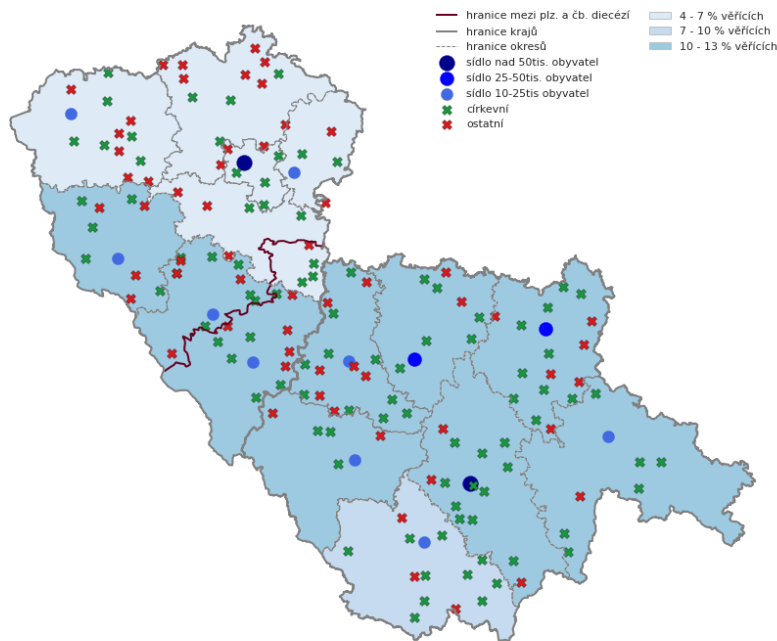 hranice mezi plz. a čb. diecézí
hranice krajů
hranice okresů
sídlo nad 50tis. obyvatel
sídlo 25-50tis. obyvatel
sídlo 10-25tis obyvatel
církevní
ostatní
4 - 7 % věřících
7 - 10 % věřících
10 - 13 % věřících